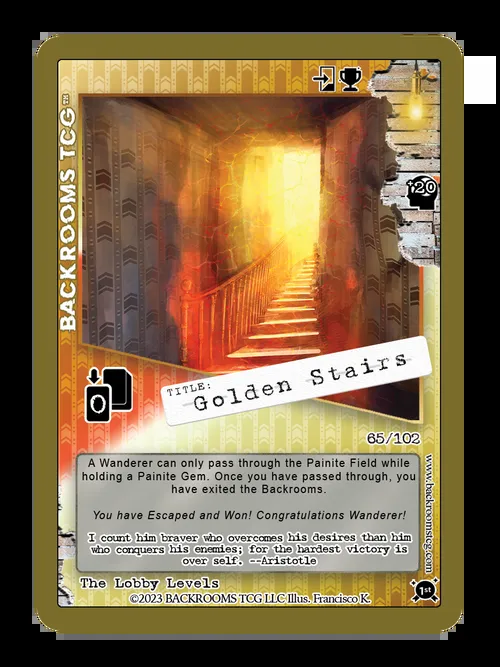 BACKROOMS TCG™
+20
TITLE:
Golden Stairs
0
65/102
A Wanderer can only pass through the Painite Field while
holding a Painite Gem. Once you have passed through, you
have exited the Backrooms.
You have Escaped and Won! Congratulations Wanderer!
I count him braver who overcomes his desires than him
who conquers his enemies; for the hardest victory is
over self. --Aristotle
www.backroomstcg.com
The Lobby Levels
©2023 BACKROOMS TCG LLC Illus. Francisco K.
1st